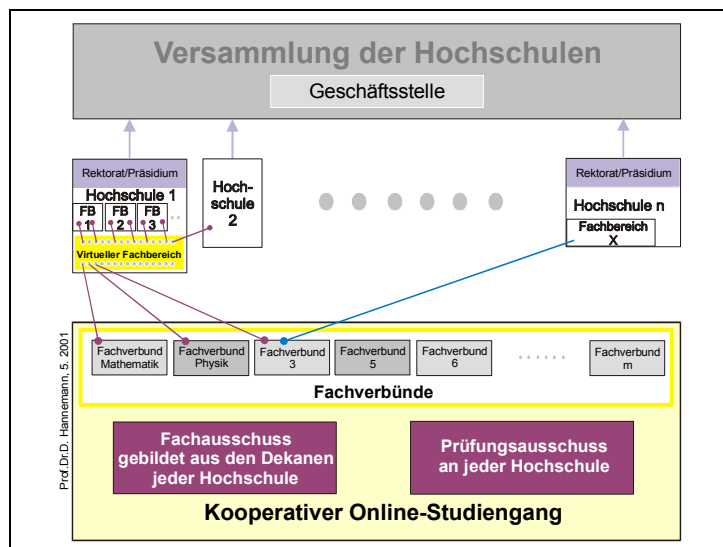 Versammlung der Hochschulen
Geschäftsstelle
Rektorat/Präsidium
Hochschule 1
FB
1
FB
2
FB
3
Virtueller Fachbereich
Hoch-
schule
2
Rektorat/Präsidium
Hochschule n
Fachbereich
X
Prof.Dr.D. Hannemann, 5. 2001
Fachverbund
Mathematik
Fachverbund
Physik
Fachverbund
3
Fachverbund
5
Fachverbund
6
Fachverbund
m
Fachverbünde
Fachausschuss
gebildet aus den Dekanen
jeder Hochschule
Prüfungsausschuss
an jeder Hochschule
Kooperativer Online-Studiengang